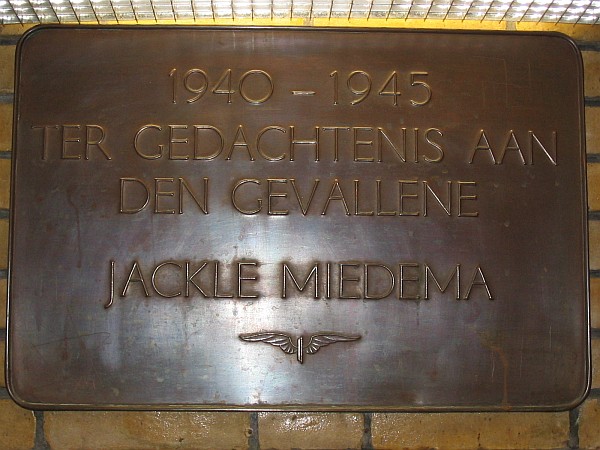 1940 - 1945
TER GEDACHTENIS AAN
DEN GEVALLENE
JACKLE MIEDEMA